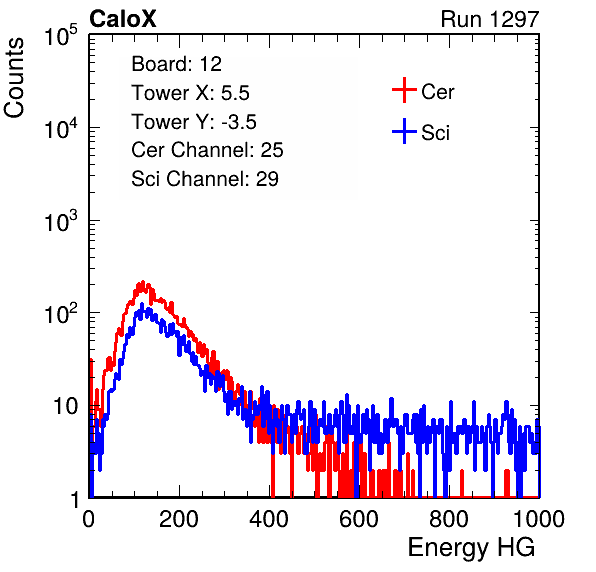 CaloX Run 1297
Board: 12
Tower X: 5.5
Tower Y: -3.5
Cer Channel: 25
Sci Channel: 29
Cer
Sci
Counts
10^5
10^4
10^3
10^2
10
1
0 200 400 600 800 1000
Energy HG